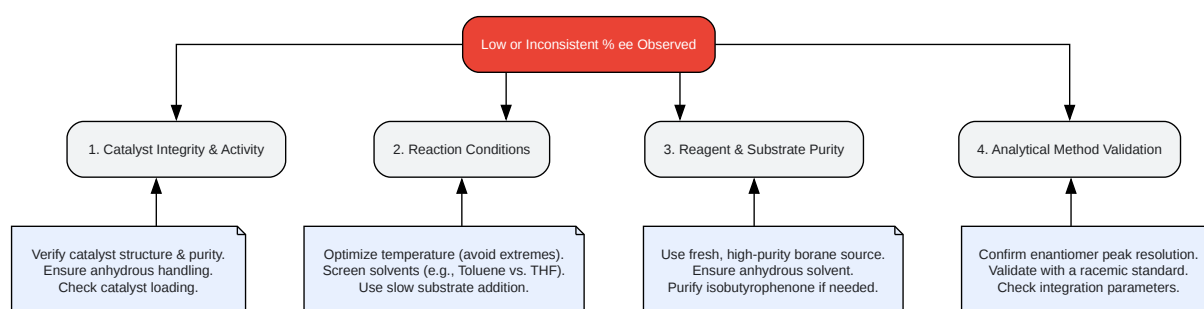 Low or Inconsistent % ee Observed
1. Catalyst Integrity & Activity
2. Reaction Conditions
3. Reagent & Substrate Purity
4. Analytical Method Validation
Verify catalyst structure & purity.
Ensure anhydrous handling.
Check catalyst loading.
Optimize temperature (avoid extremes).
Screen solvents (e.g., Toluene vs. THF).
Use slow substrate addition.
Use fresh, high-purity borane source.
Ensure anhydrous solvent.
Purify isobutyrophenone if needed.
Confirm enantiomer peak resolution.
Validate with a racemic standard.
Check integration parameters.